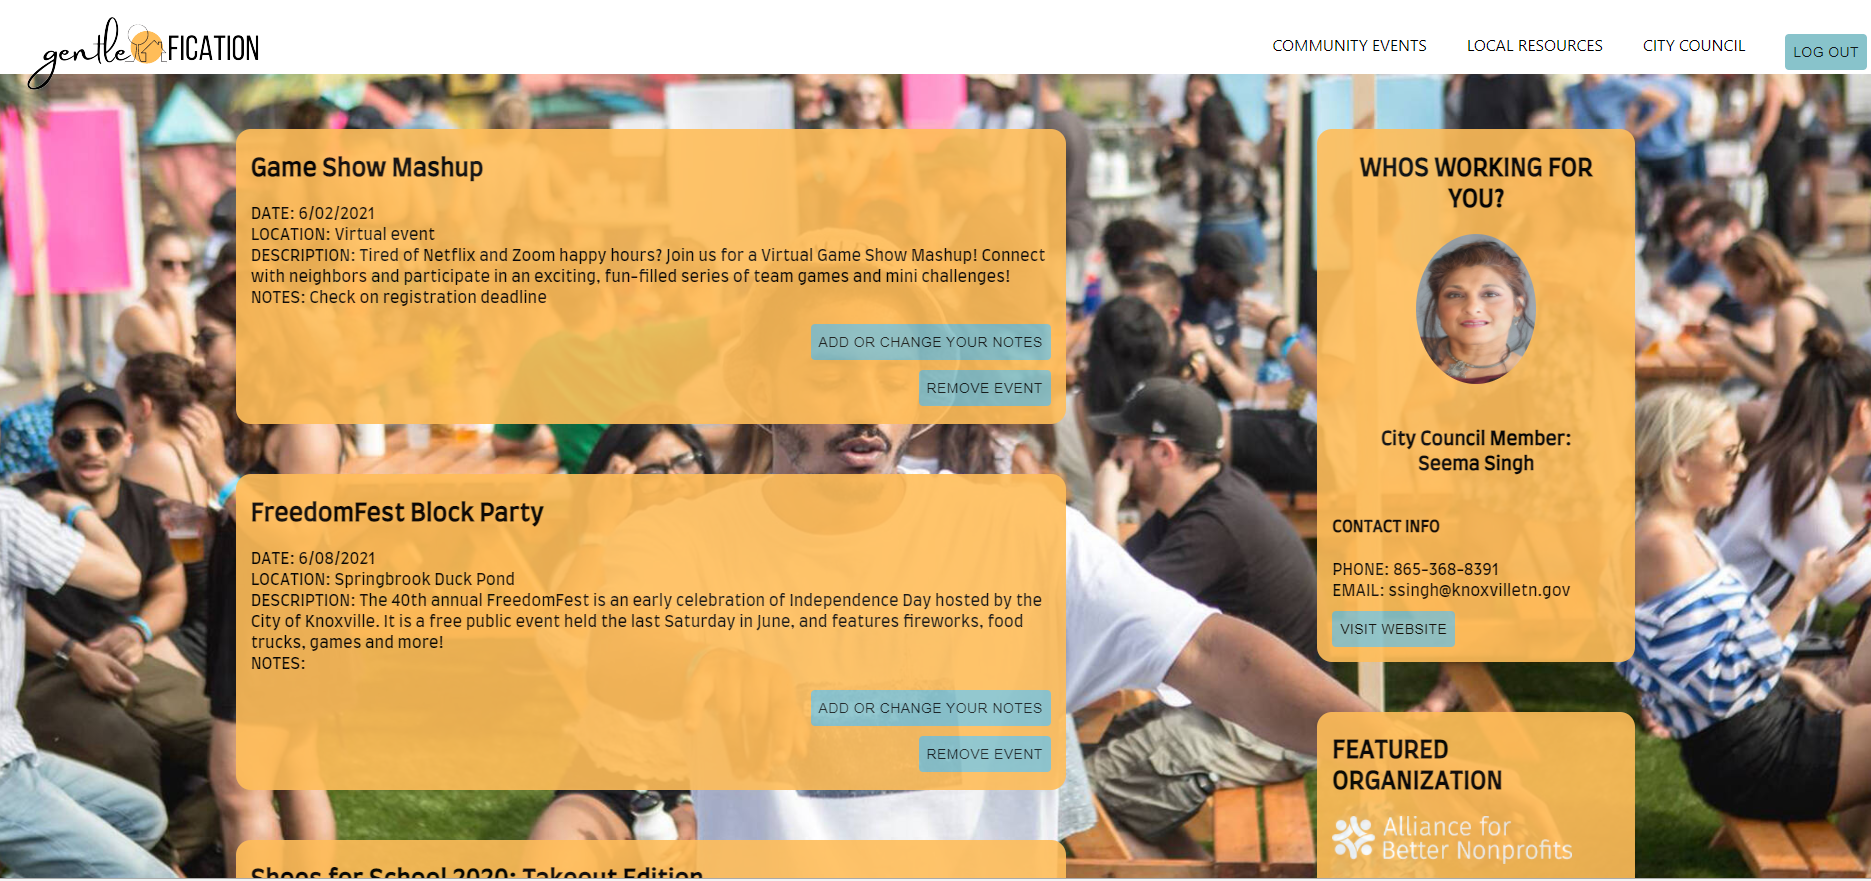 gentle FICATION
COMMUNITY EVENTS
LOCAL RESOURCES
CITY COUNCIL
LOG OUT
Game Show Mashup
DATE: 6/02/2021
LOCATION: Virtual event
DESCRIPTION: Tired of Netflix and Zoom happy hours? Join us for a Virtual Game Show Mashup! Connect
with neighbors and participate in an exciting, fun-filled series of team games and mini challenges!
NOTES: Check on registration deadline
ADD OR CHANGE YOUR NOTES
REMOVE EVENT
FreedomFest Block Party
DATE: 6/08/2021
LOCATION: Springbrook Duck Pond
DESCRIPTION: The 40th annual FreedomFest is an early celebration of Independence Day hosted by the
City of Knoxville. It is a free public event held the last Saturday in June, and features fireworks, food
trucks, games and more!
NOTES:
ADD OR CHANGE YOUR NOTES
REMOVE EVENT
Shoes for School 2020: Takeout Edition
WHOS WORKING FOR
YOU?
City Council Member:
Seema Singh
CONTACT INFO
PHONE: 865-368-8391
EMAIL: ssingh@knoxvilletn.gov
VISIT WEBSITE
FEATURED
ORGANIZATION
Alliance for
Better Nonprofits